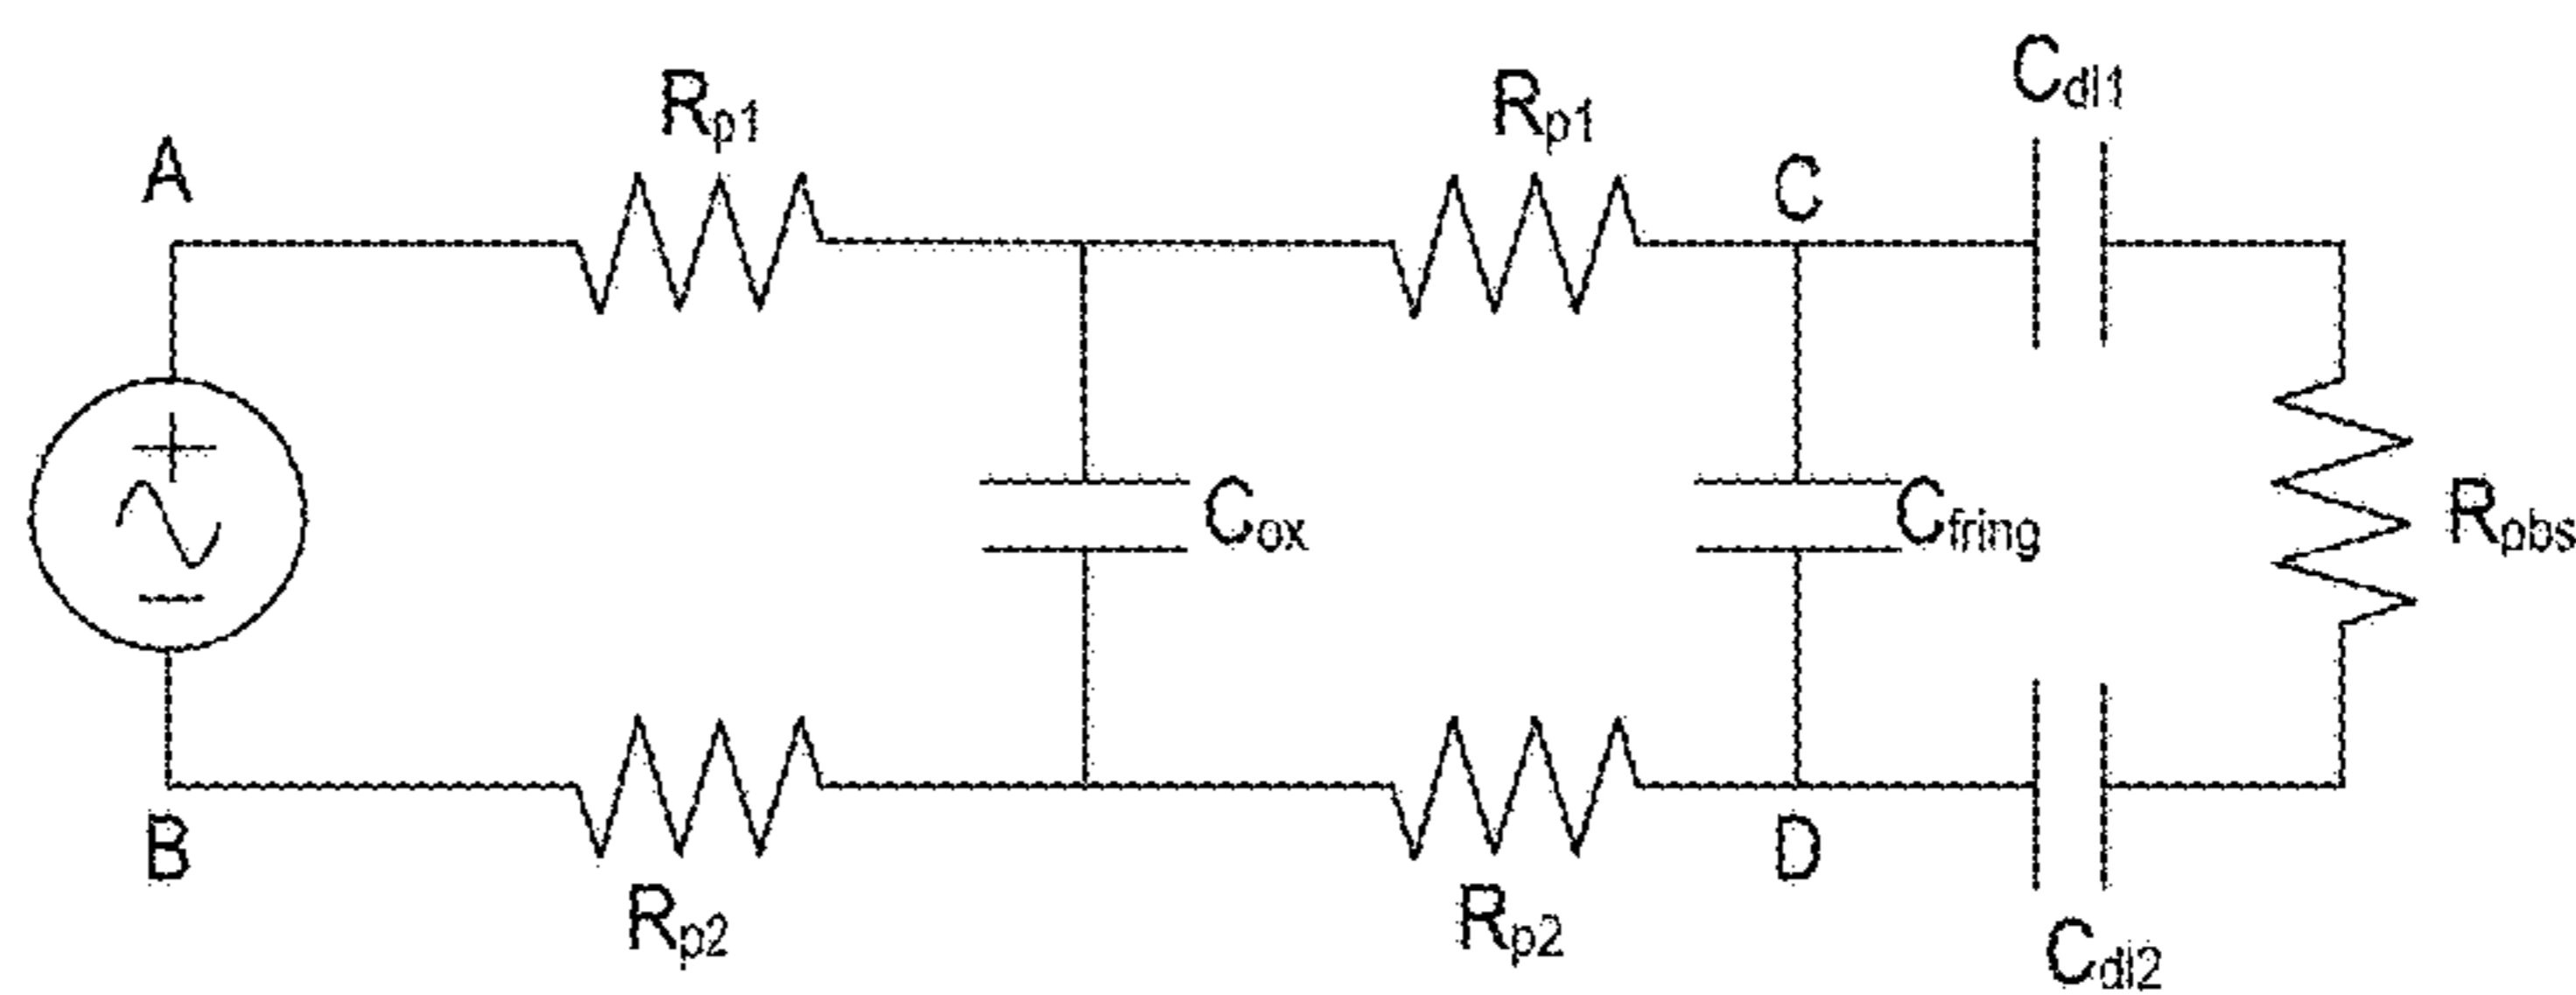 Cdl1
Rp1
Rp1
A
C
+
Cox
Cfring
Rpbs
−
B
D
Rp2
Rp2
Cdl2